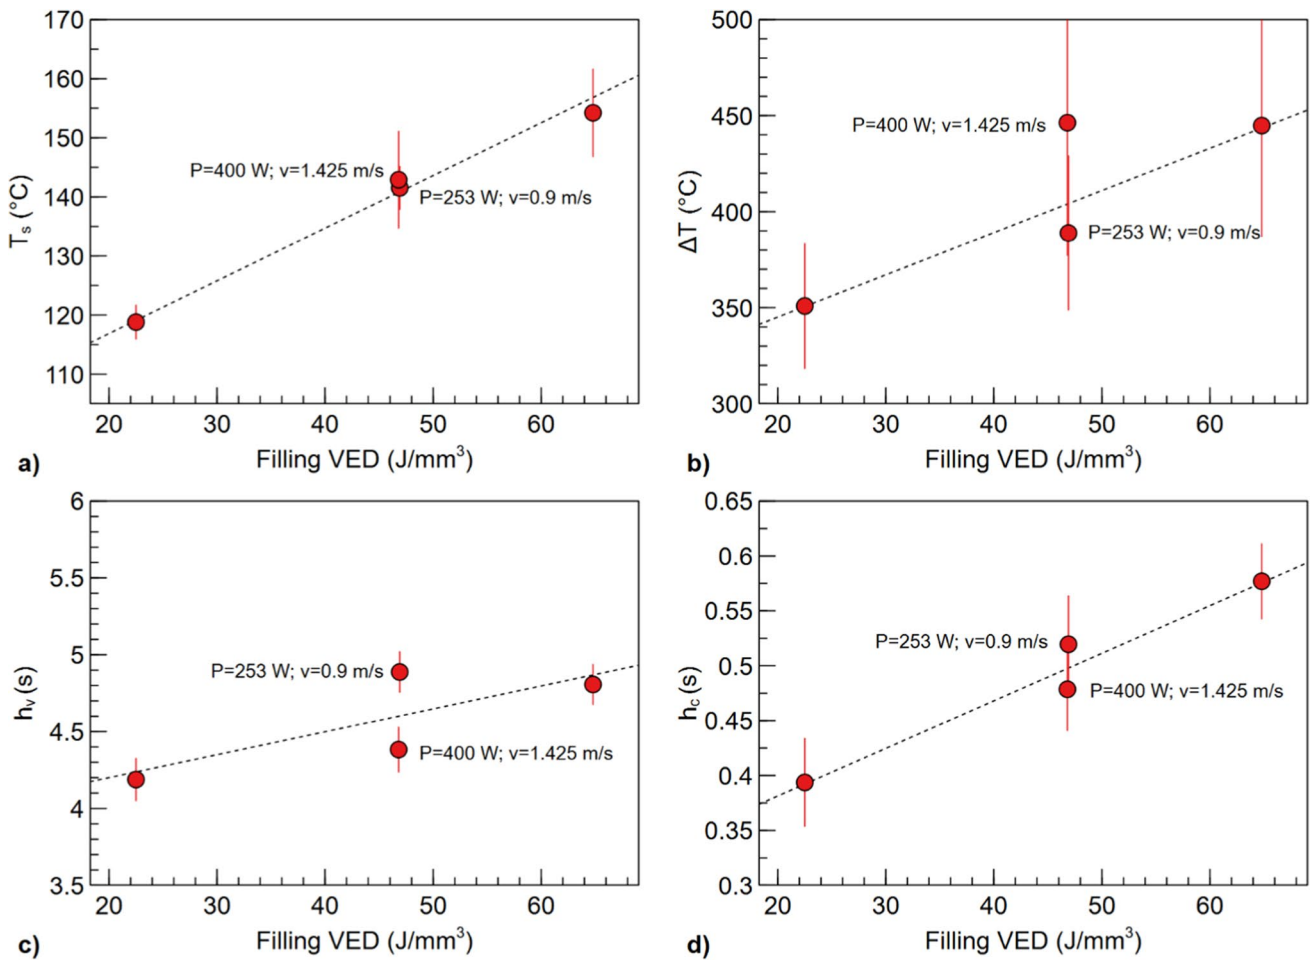 170
160
150
140
130
120
110
Tₛ (°C)
P=400 W; v=1.425 m/s
P=253 W; v=0.9 m/s
20 30 40 50 60
Filling VED (J/mm³)
a)
500
450
400
350
300
ΔT (°C)
P=400 W; v=1.425 m/s
P=253 W; v=0.9 m/s
20 30 40 50 60
Filling VED (J/mm³)
b)
6
5.5
5
4.5
4
3.5
hᵥ (s)
P=253 W; v=0.9 m/s
P=400 W; v=1.425 m/s
20 30 40 50 60
Filling VED (J/mm³)
c)
0.65
0.6
0.55
0.5
0.45
0.4
0.35
0.3
h_c (s)
P=253 W; v=0.9 m/s
P=400 W; v=1.425 m/s
20 30 40 50 60
Filling VED (J/mm³)
d)